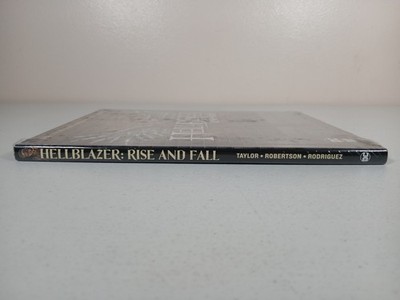 HELLBLAZER: RISE AND FALL TAYLOR • ROBERTSON • RODRIGUEZ